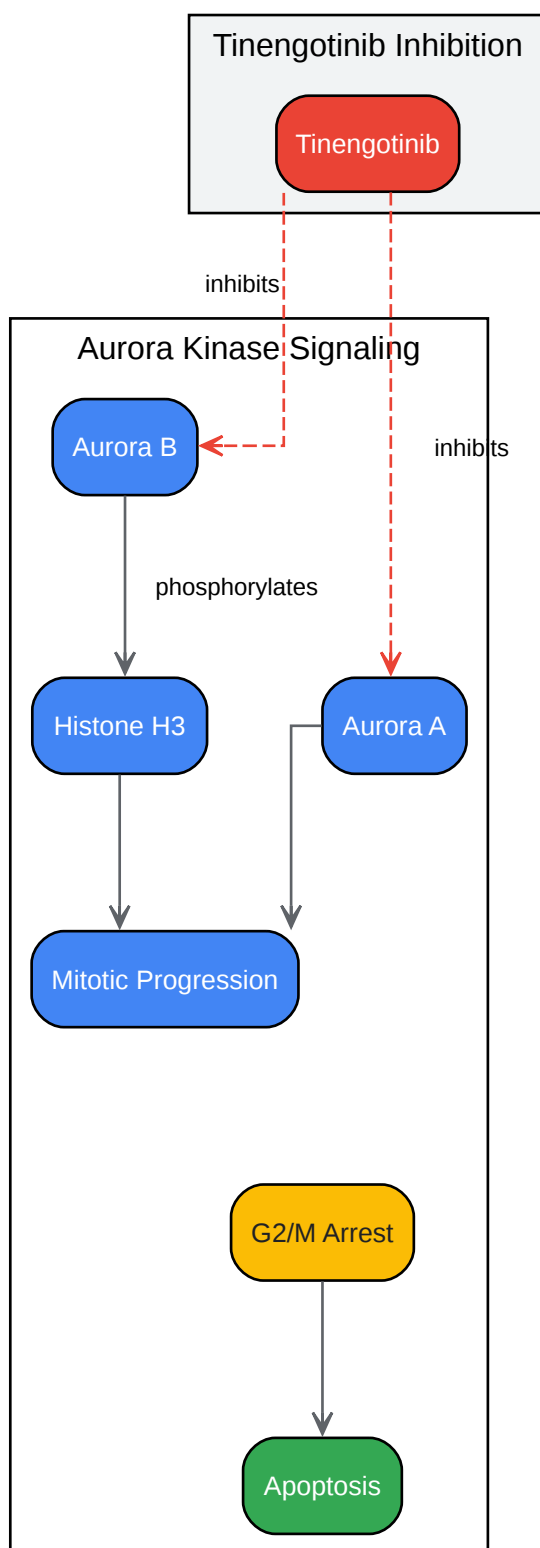 Tinengotinib Inhibition
Tinengotinib
inhibits
Aurora Kinase Signaling
Aurora B
inhibits
phosphorylates
Histone H3
Aurora A
Mitotic Progression
G2/M Arrest
Apoptosis